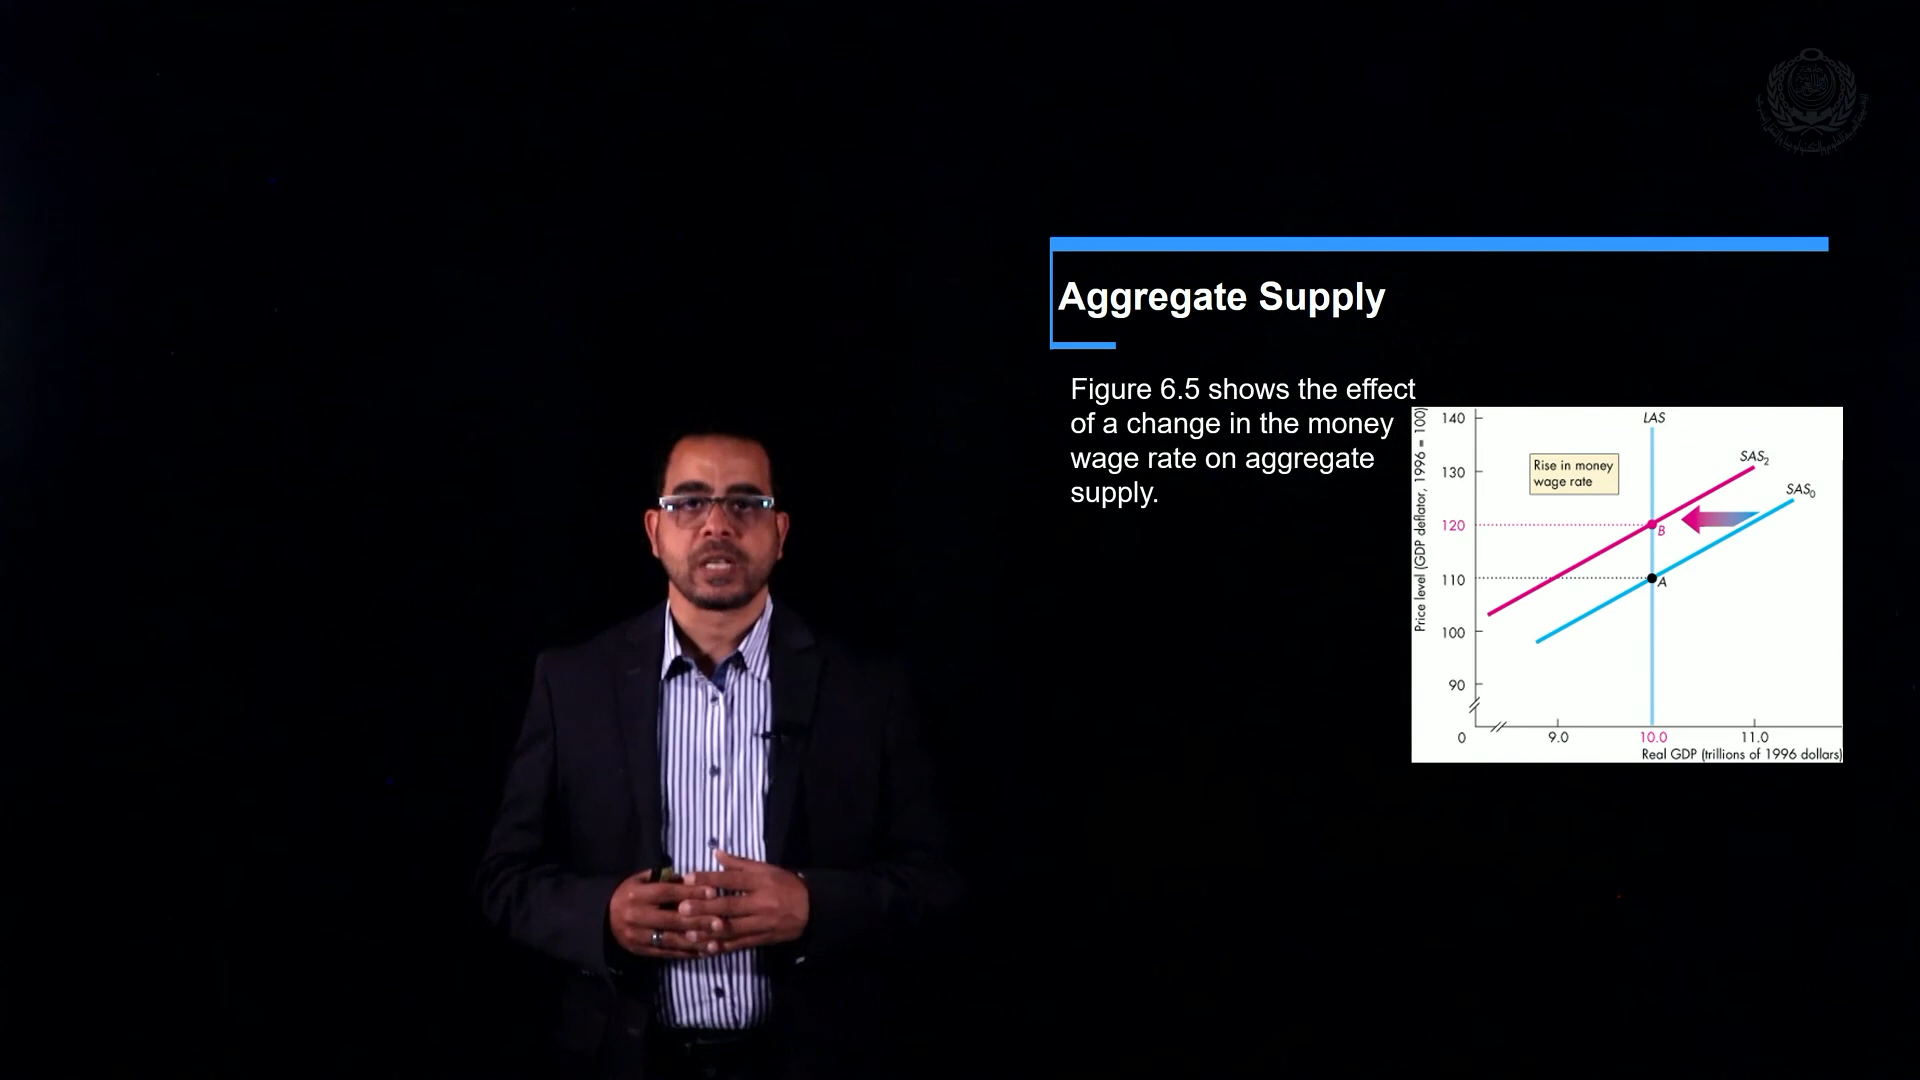 Aggregate Supply
Figure 6.5 shows the effect
of a change in the money
wage rate on aggregate
supply.
Price level (GDP deflator, 1996 = 100)
140
130
120
110
100
90
0
LAS
Rise in money
wage rate
SAS2
SAS0
B
A
9.0
10.0
11.0
Real GDP (trillions of 1996 dollars)